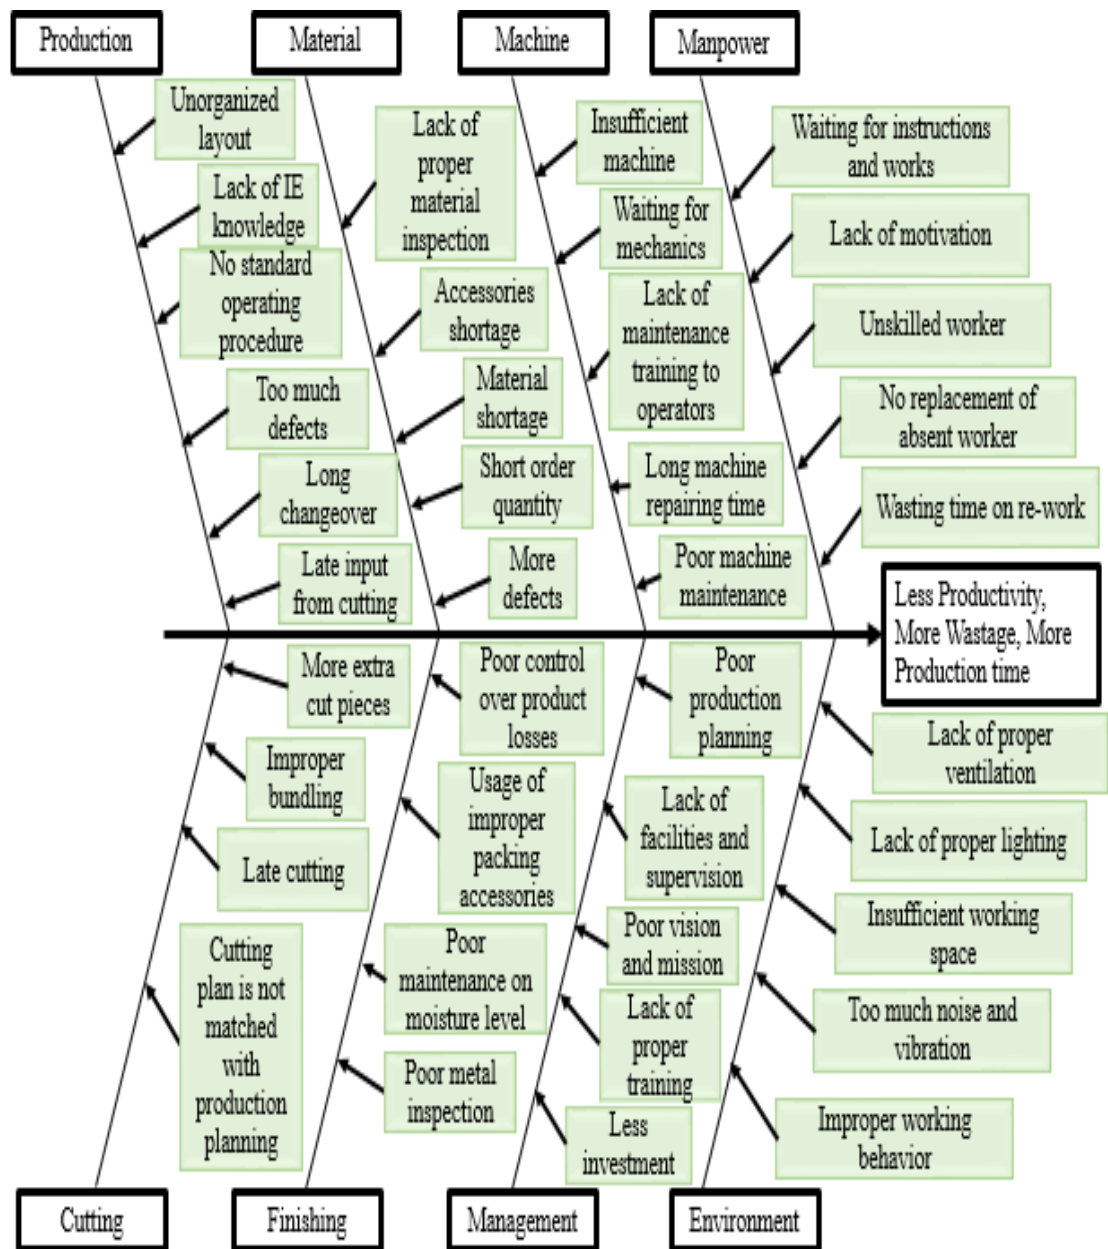 Production
Material
Machine
Manpower
Unorganized
layout
Lack of IE
knowledge
No standard
operating
procedure
Too much
defects
Long
changeover
Late input
from cutting
Lack of
proper
material
inspection
Accessories
shortage
Material
shortage
Short order
quantity
More
defects
Insufficient
machine
Waiting for
mechanics
Lack of
maintenance
training to
operators
Long machine
repairing time
Poor machine
maintenance
Waiting for instructions
and works
Lack of motivation
Unskilled worker
No replacement of
absent worker
Wasting time on re-work
Less Productivity,
More Wastage, More
Production time
More extra
cut pieces
Improper
bundling
Late cutting
Cutting
plan is not
matched
with
production
planning
Poor control
over product
losses
Usage of
improper
packing
accessories
Poor
maintenance on
moisture level
Poor metal
inspection
Poor
production
planning
Lack of
facilities and
supervision
Poor vision
and mission
Lack of
proper
training
Less
investment
Lack of proper
ventilation
Lack of proper lighting
Insufficient working
space
Too much noise and
vibration
Improper working
behavior
Cutting
Finishing
Management
Environment